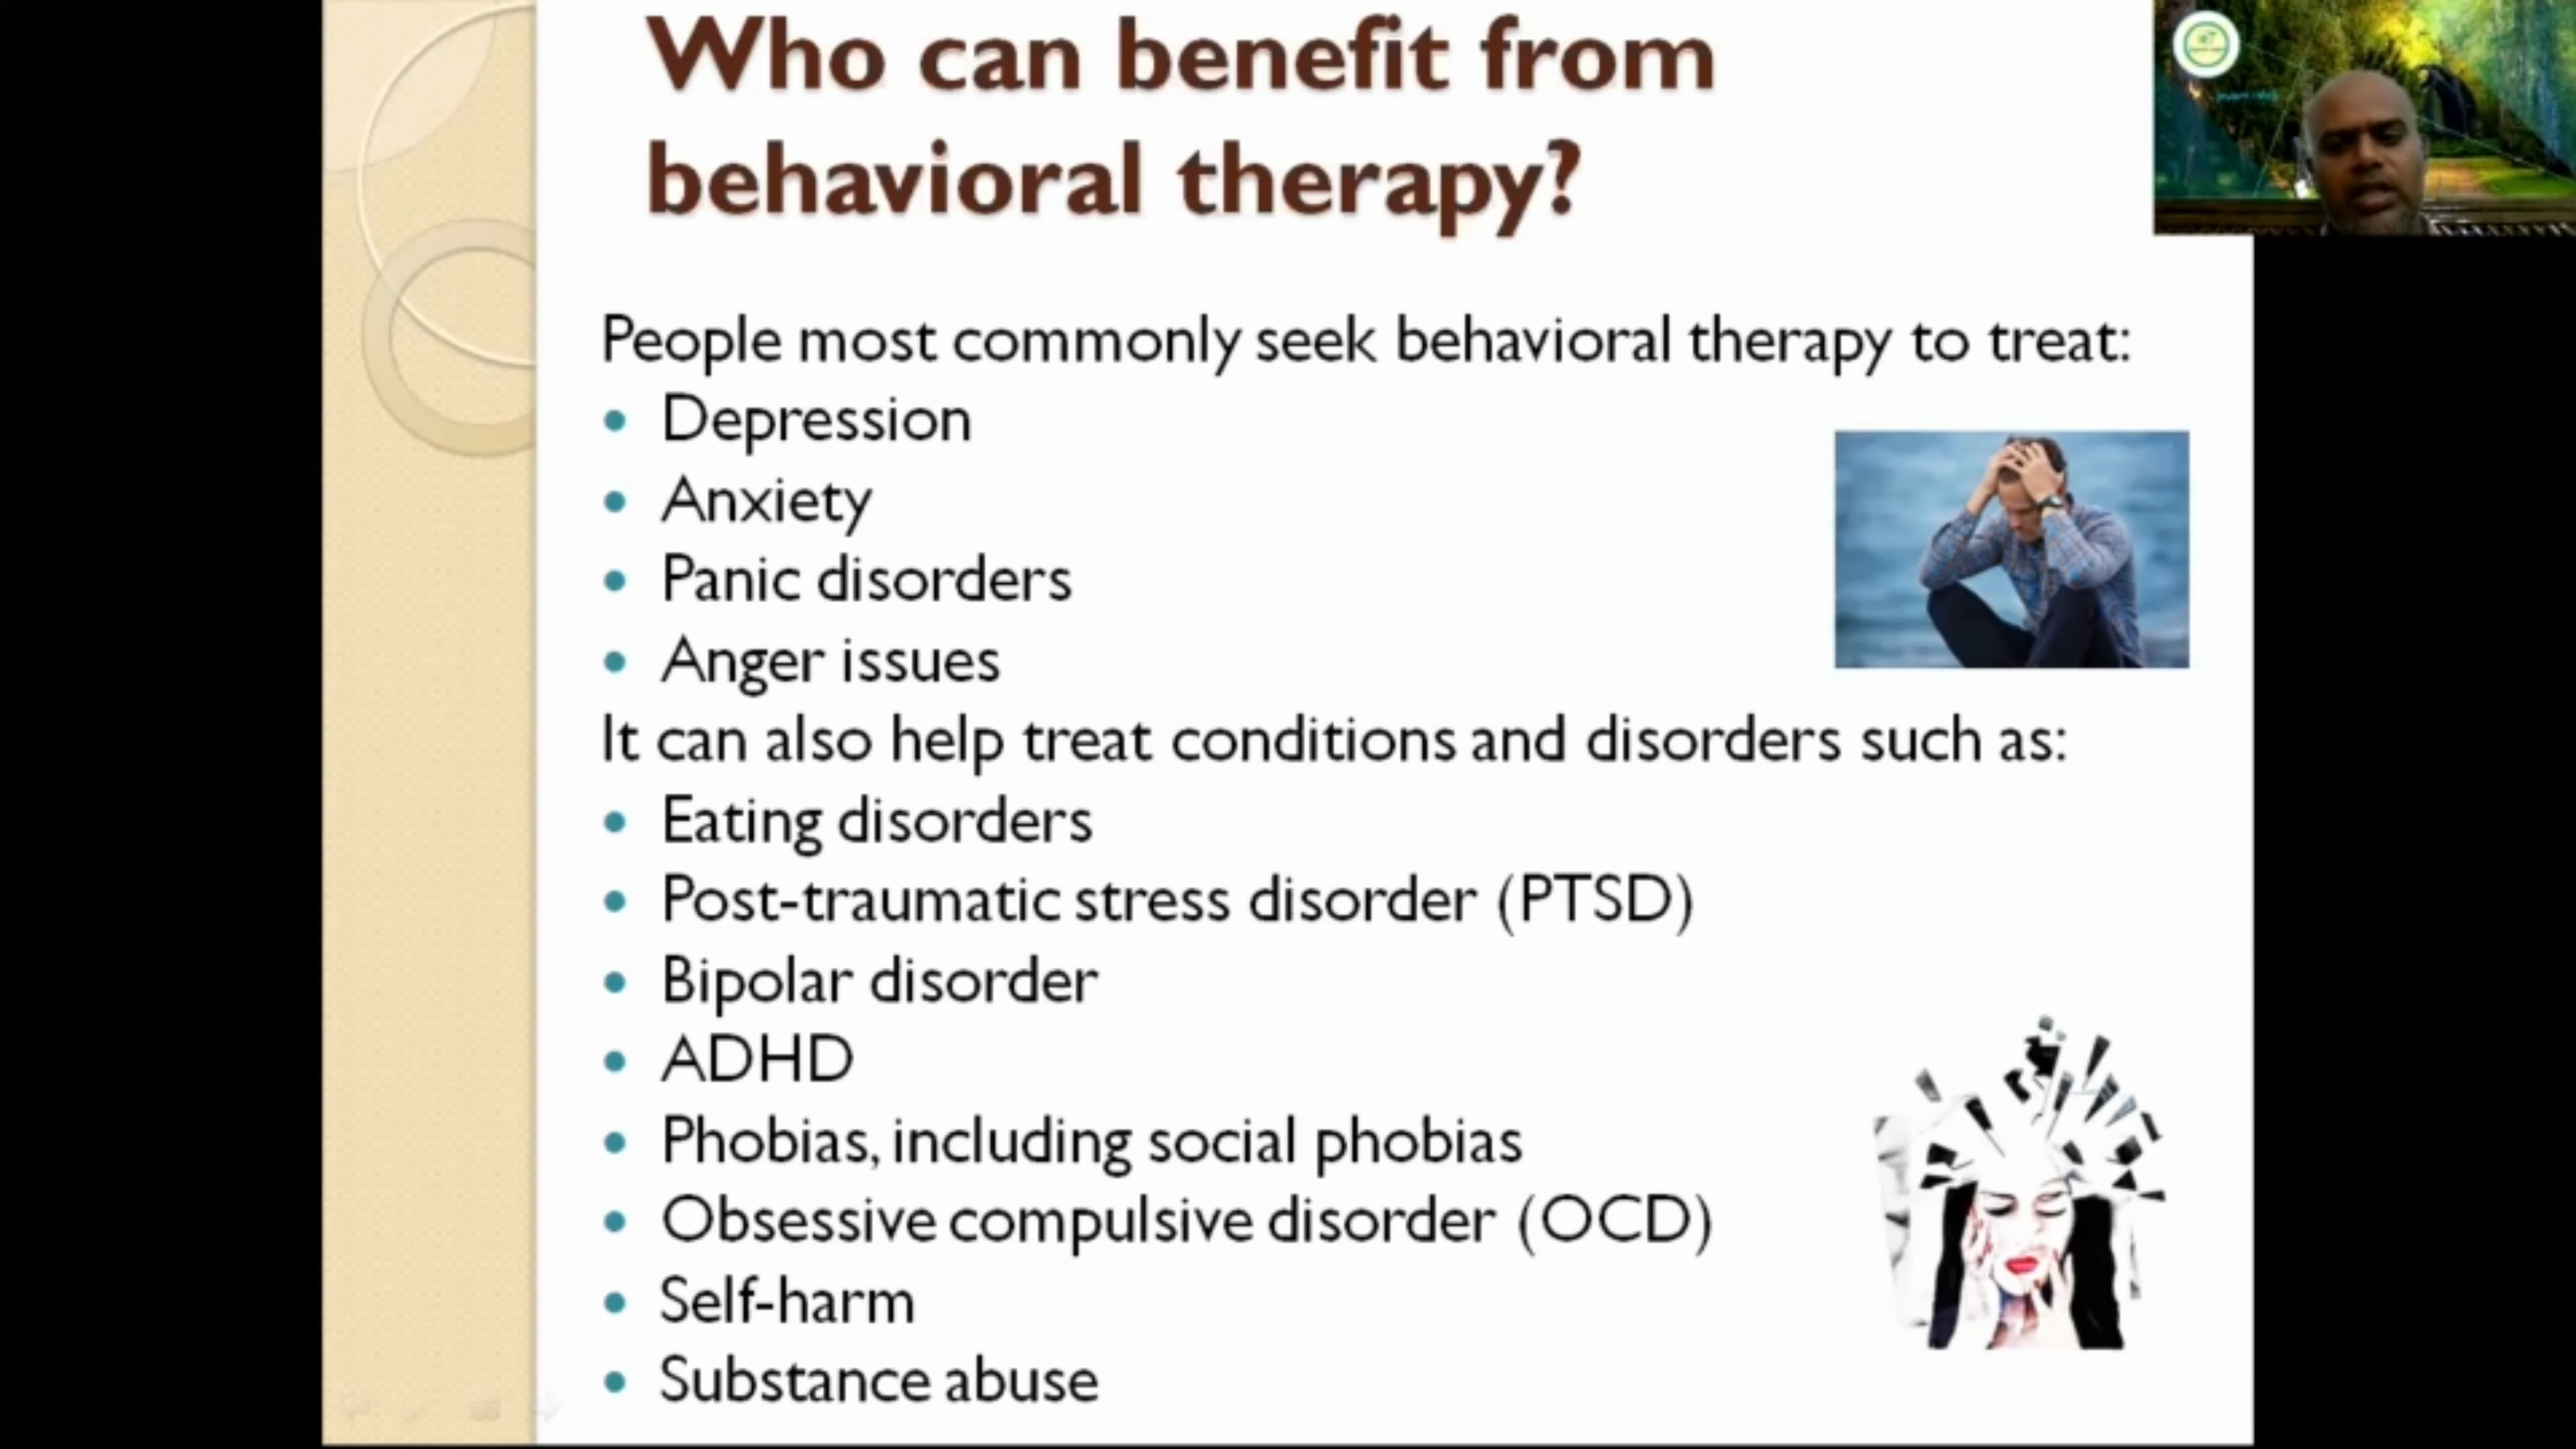 Who can benefit from
behavioral therapy?
People most commonly seek behavioral therapy to treat:
• Depression
• Anxiety
• Panic disorders
• Anger issues
It can also help treat conditions and disorders such as:
• Eating disorders
• Post-traumatic stress disorder (PTSD)
• Bipolar disorder
• ADHD
• Phobias, including social phobias
• Obsessive compulsive disorder (OCD)
• Self-harm
• Substance abuse